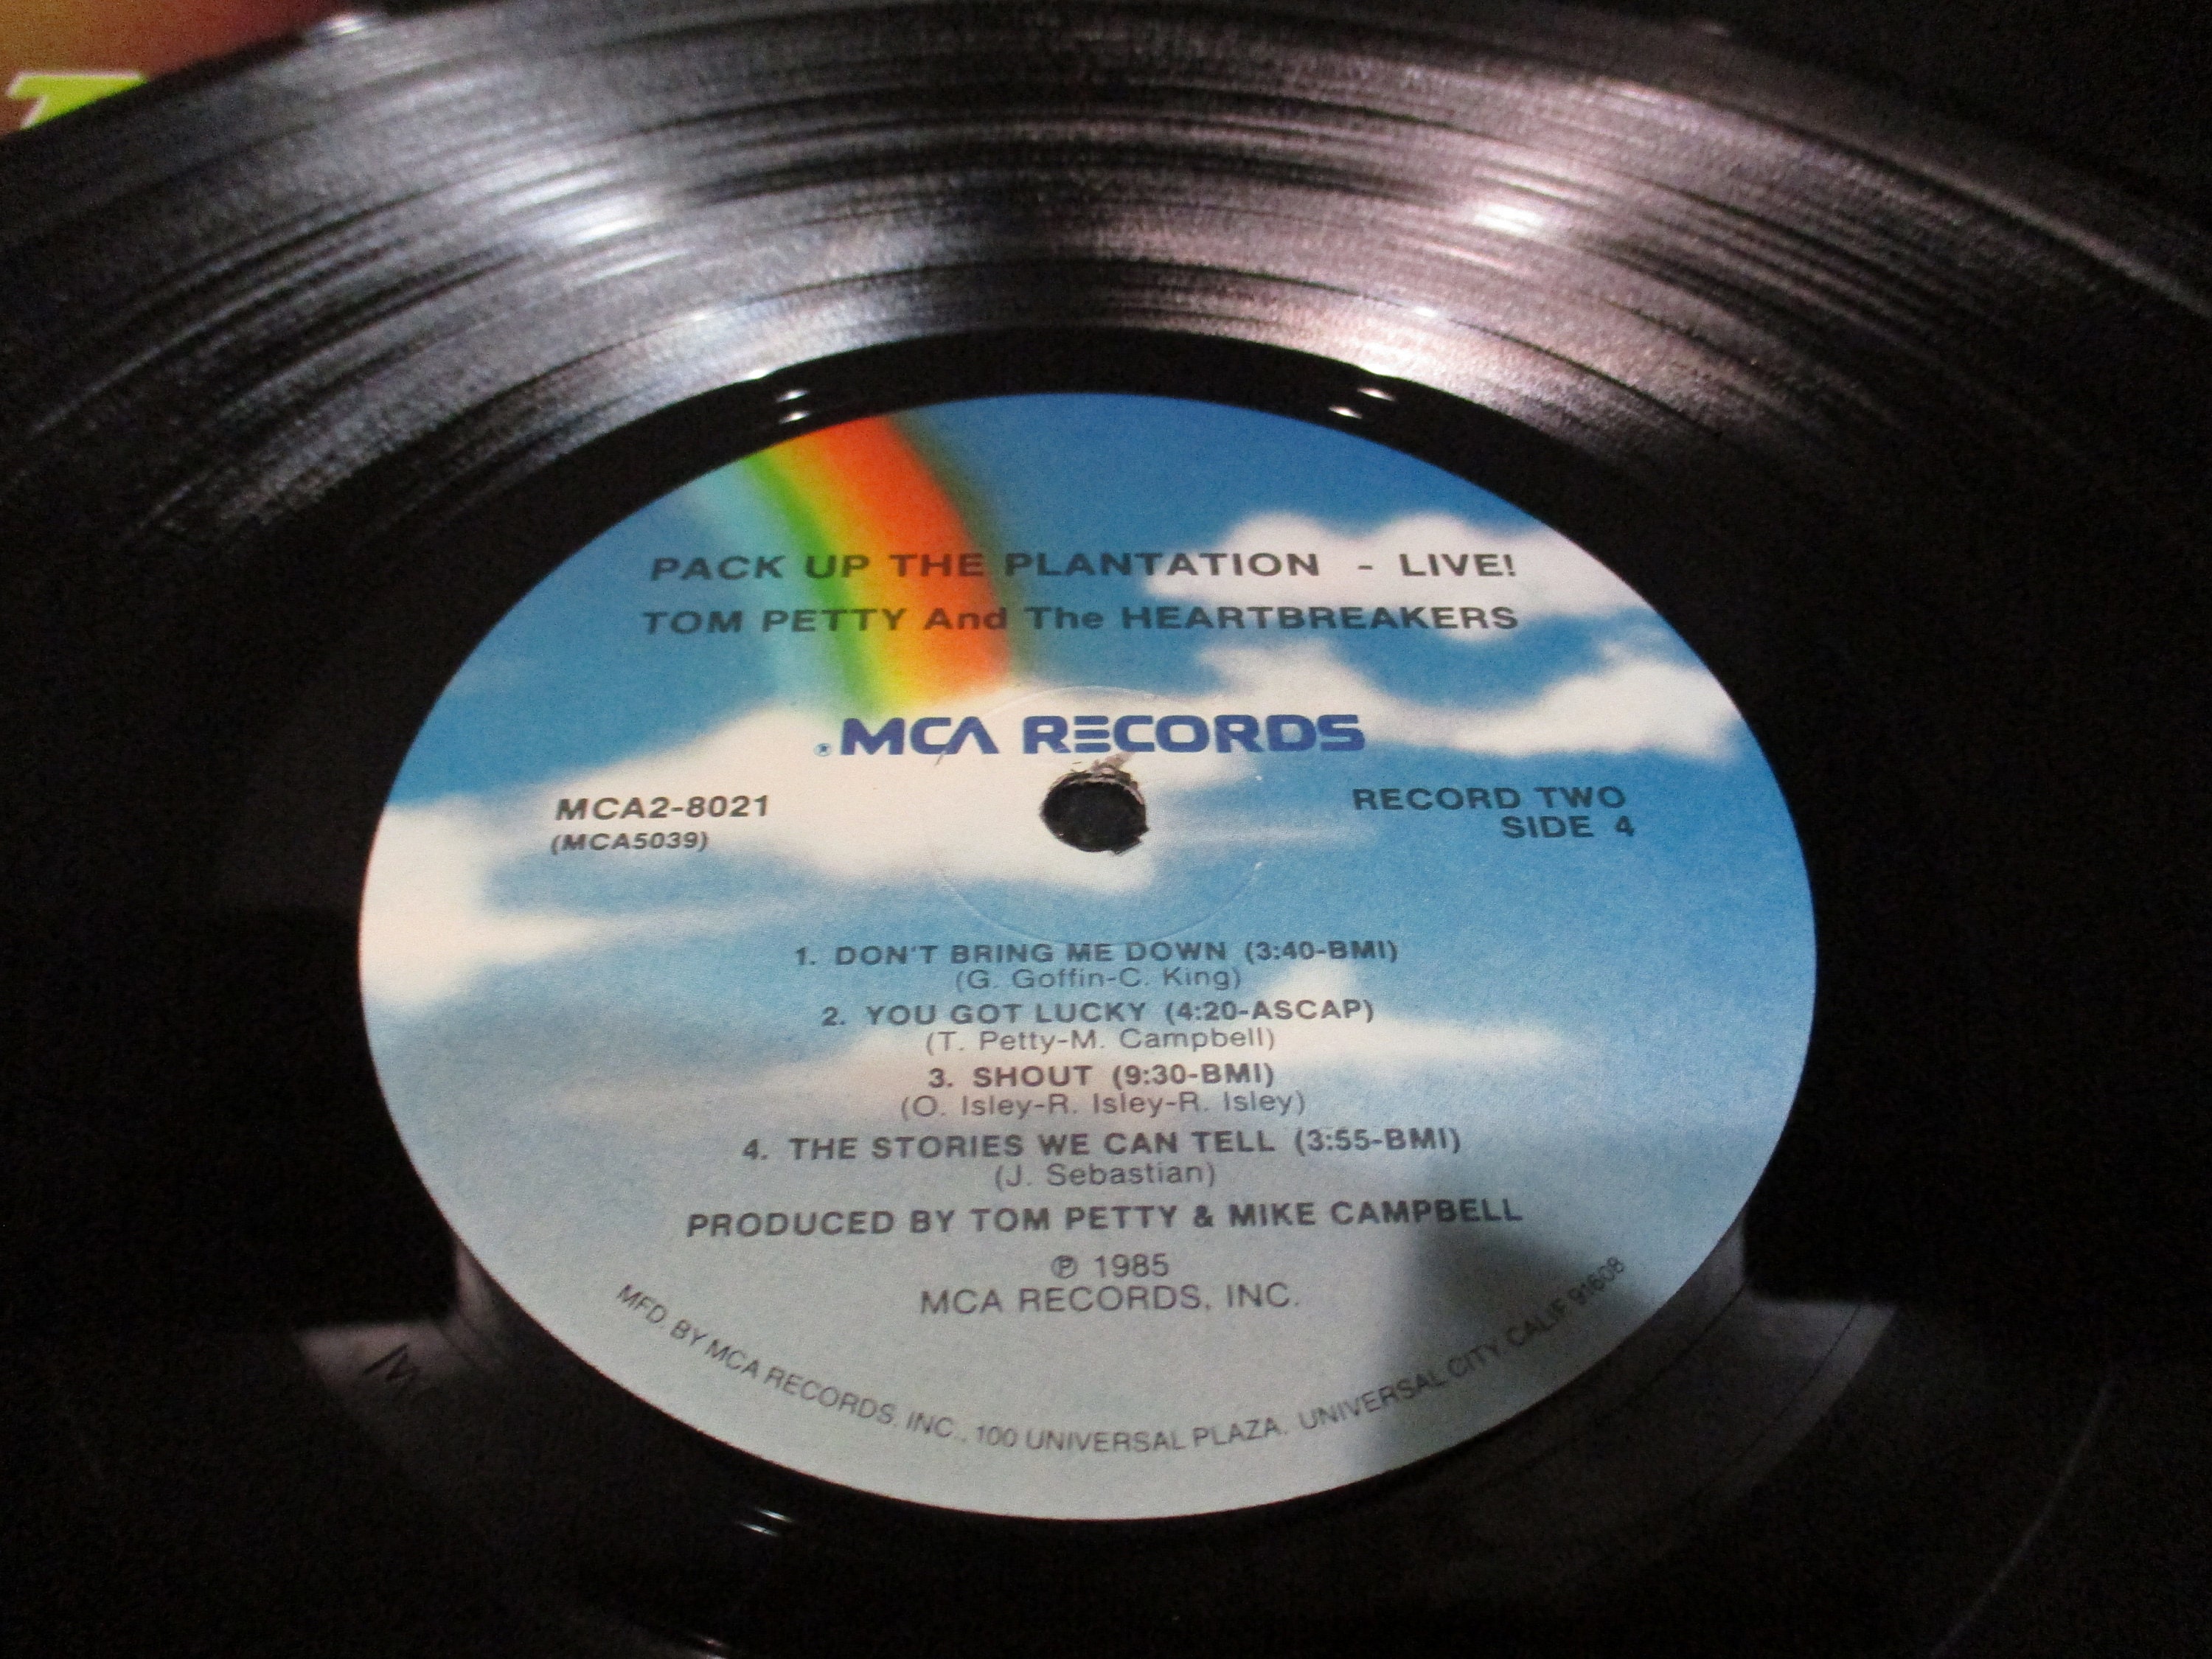 PACK UP THE PLANTATION - LIVE!
TOM PETTY And The HEARTBREAKERS
® MCA RECORDS
MCA2-8021
(MCA5039)
RECORD TWO
SIDE 4
1. DON'T BRING ME DOWN (3:40-BMI)
(G. Goffin-C. King)
2. YOU GOT LUCKY (4:20-ASCAP)
(T. Petty-M. Campbell)
3. SHOUT (9:30-BMI)
(O. Isley-R. Isley-R. Isley)
4. THE STORIES WE CAN TELL (3:55-BMI)
(J. Sebastian)
PRODUCED BY TOM PETTY & MIKE CAMPBELL
℗ 1985
MCA RECORDS, INC.
MFD. BY MCA RECORDS, INC., 100 UNIVERSAL PLAZA, UNIVERSAL CITY, CALIF. 91608